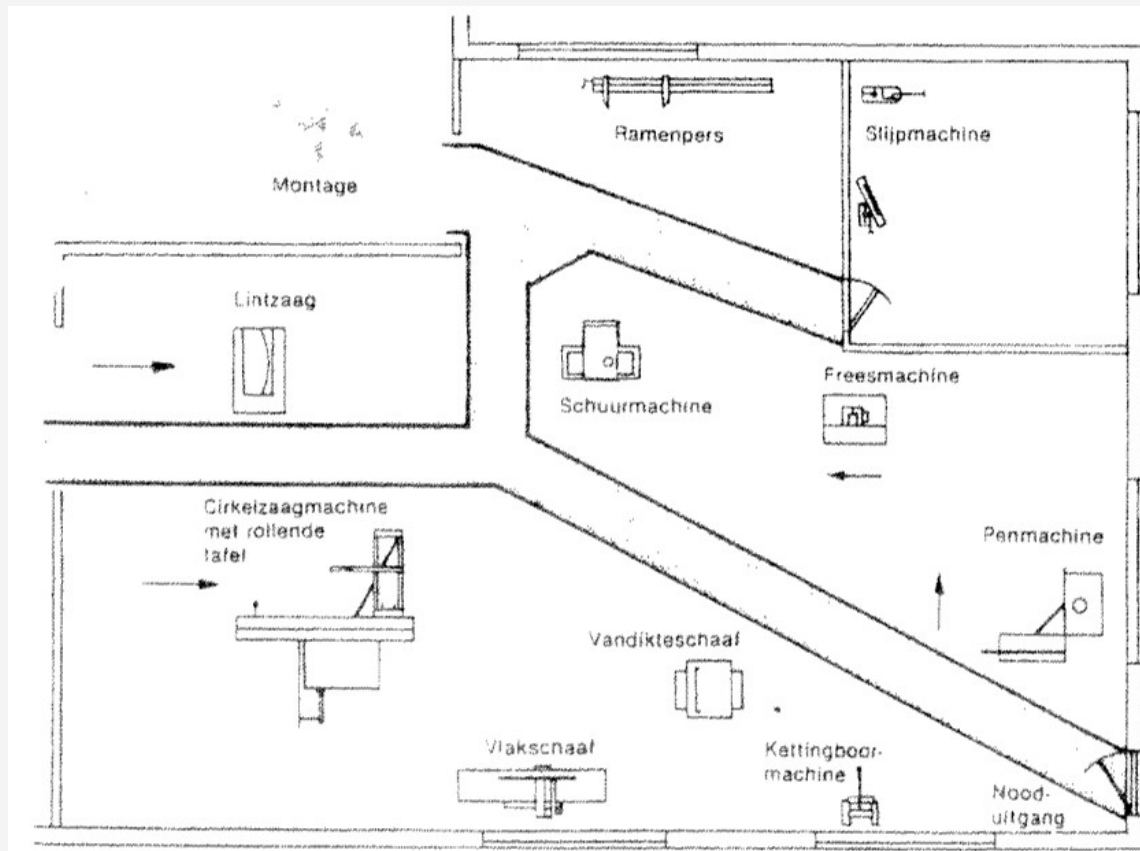 Ramenpers
Slijpmachine
Montage
Lintzaag
Schuurmachine
Freesmachine
Cirkelzaagmachine
met rollende
tafel
Penmachine
Vandikteschaaf
Vlakschaaf
Kettingboor-
machine
Nood-
uitgang